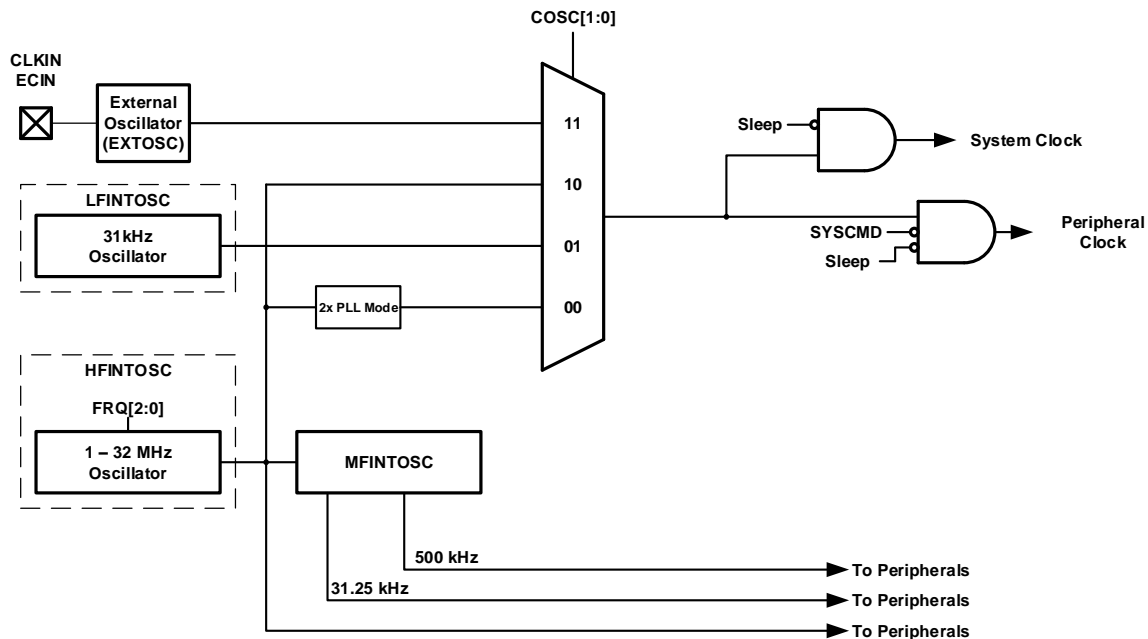 COSC[1:0]
CLKIN
ECIN
External
Oscillator
(EXTOSC)
11
Sleep
System Clock
10
LFINTOSC
31kHz
Oscillator
01
SYSCMD
Sleep
Peripheral
Clock
2x PLL Mode
00
HFINTOSC
FRQ[2:0]
1 – 32 MHz
Oscillator
MFINTOSC
500 kHz
To Peripherals
31.25 kHz
To Peripherals
To Peripherals